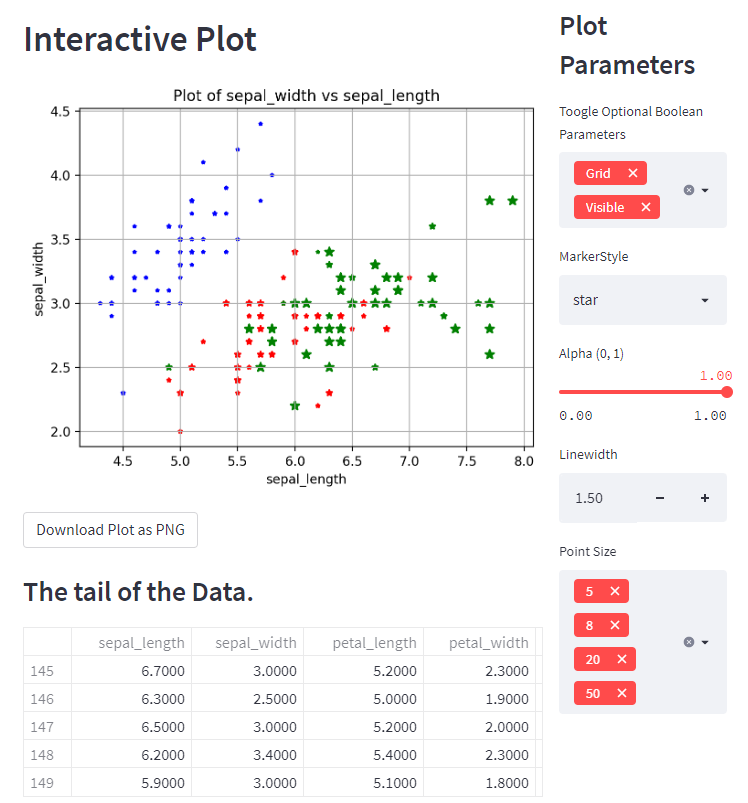 Interactive Plot
Plot of sepal_width vs sepal_length
4.5
4.0
3.5
3.0
2.5
2.0
sepal_width
4.5 5.0 5.5 6.0 6.5 7.0 7.5 8.0
sepal_length
Download Plot as PNG
The tail of the Data.
sepal_length sepal_width petal_length petal_width
145 6.7000 3.0000 5.2000 2.3000
146 6.3000 2.5000 5.0000 1.9000
147 6.5000 3.0000 5.2000 2.0000
148 6.2000 3.4000 5.4000 2.3000
149 5.9000 3.0000 5.1000 1.8000
Plot
Parameters
Toogle Optional Boolean
Parameters
Grid
Visible
MarkerStyle
star
Alpha (0, 1)
1.00
0.00 1.00
Linewidth
1.50
Point Size
5
8
20
50